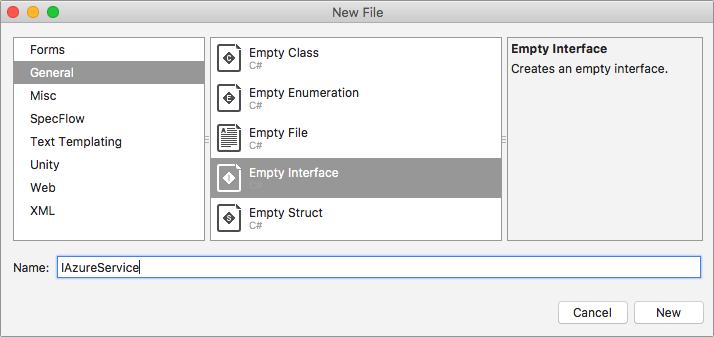 New File
Forms
General
Misc
SpecFlow
Text Templating
Unity
Web
XML
C
Empty Class
C#
E
Empty Enumeration
C#
A
Empty File
C#
I
Empty Interface
C#
S
Empty Struct
C#
Empty Interface
Creates an empty interface.
Name: IAzureService
Cancel New